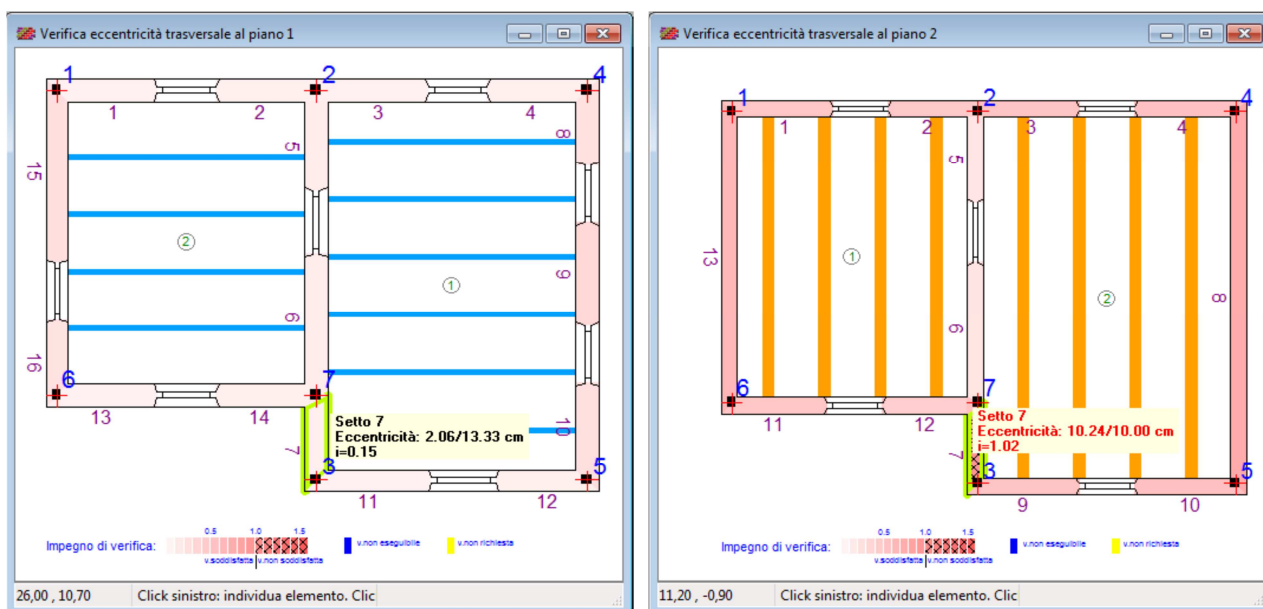 Verifica eccentricità trasversale al piano 1
1
2
4
1
2
3
4
5
8
15
2
1
9
6
16
6
7
13
14
Setto 7
Eccentricità: 2.06/13.33 cm
i=0.15
10
7
3
5
11
12
0.5 1.0 1.5
Impegno di verifica:
v.non eseguibile
v.non richiesta
v.soddisfatta
v.non soddisfatta
26,00 , 10,70
Click sinistro: individua elemento. Clic
Verifica eccentricità trasversale al piano 2
1
2
4
1
2
3
4
5
13
1
2
8
6
6
7
11
12
Setto 7
Eccentricità: 10.24/10.00 cm
i=1.02
7
3
5
9
10
0.5 1.0 1.5
Impegno di verifica:
v.non eseguibile
v.non richiesta
v.soddisfatta
v.non soddisfatta
11,20 , -0,90
Click sinistro: individua elemento. Clic